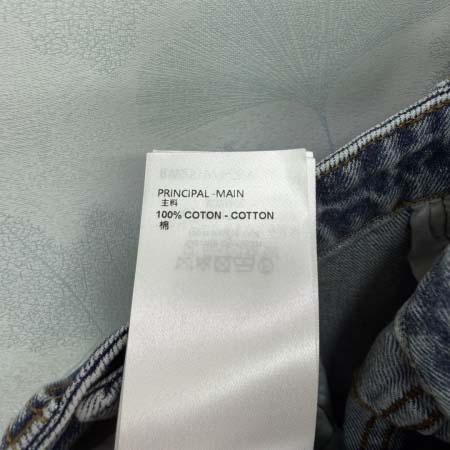 PRINCIPAL -MAIN
主料
100% COTON - COTTON
棉